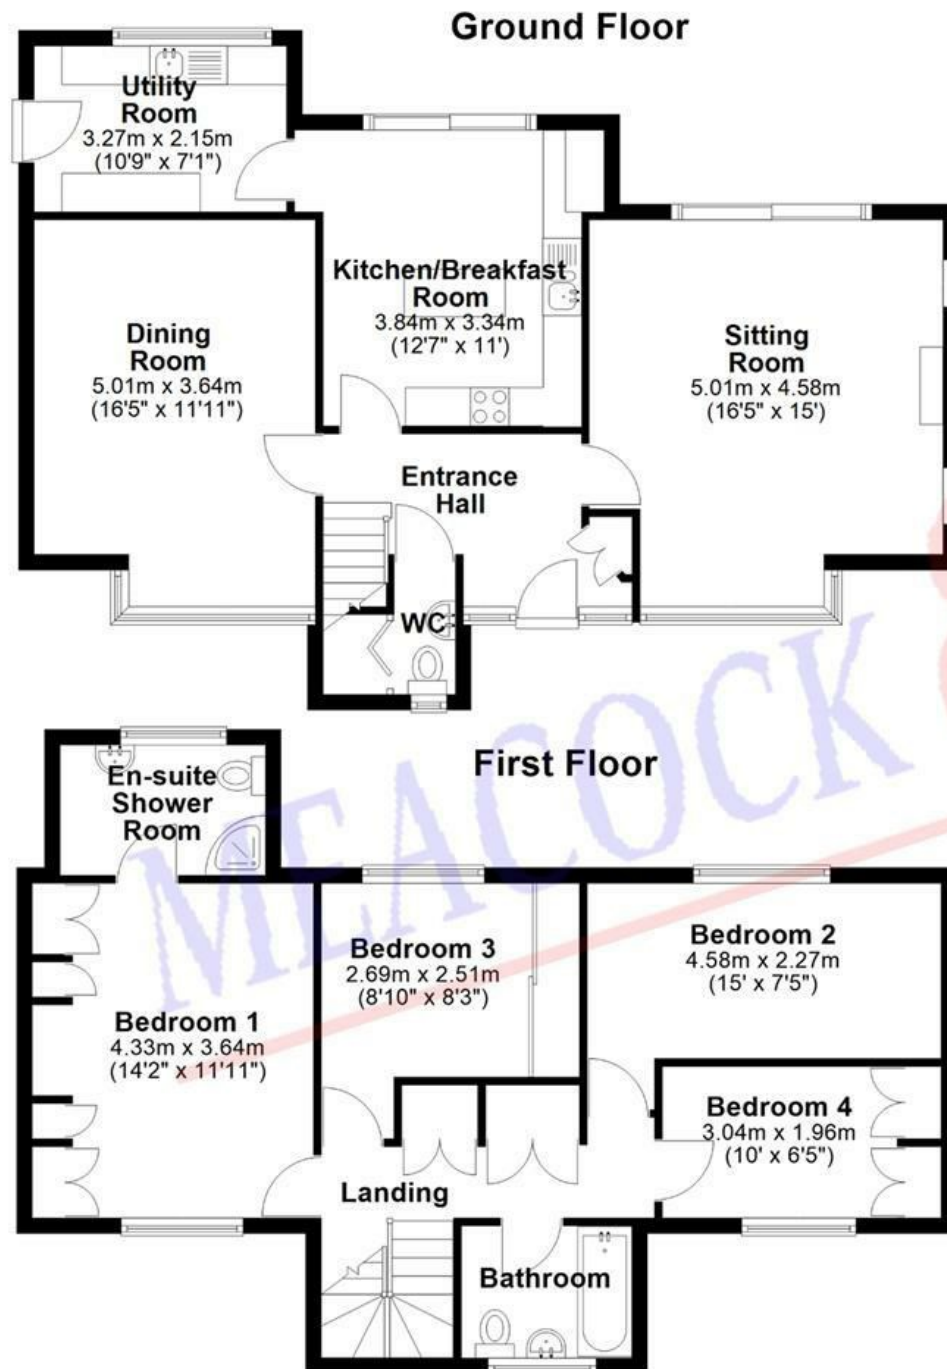 Ground Floor
Utility
Room
3.27m x 2.15m
(10'9" x 7'1")
Kitchen/Breakfast
Room
3.84m x 3.34m
(12'7" x 11')
Dining
Room
5.01m x 3.64m
(16'5" x 11'11")
Sitting
Room
5.01m x 4.58m
(16'5" x 15')
Entrance
Hall
WC
First Floor
En-suite
Shower
Room
Bedroom 3
2.69m x 2.51m
(8'10" x 8'3")
Bedroom 2
4.58m x 2.27m
(15' x 7'5")
Bedroom 1
4.33m x 3.64m
(14'2" x 11'11")
Bedroom 4
3.04m x 1.96m
(10' x 6'5")
Landing
Bathroom
MEACOCK